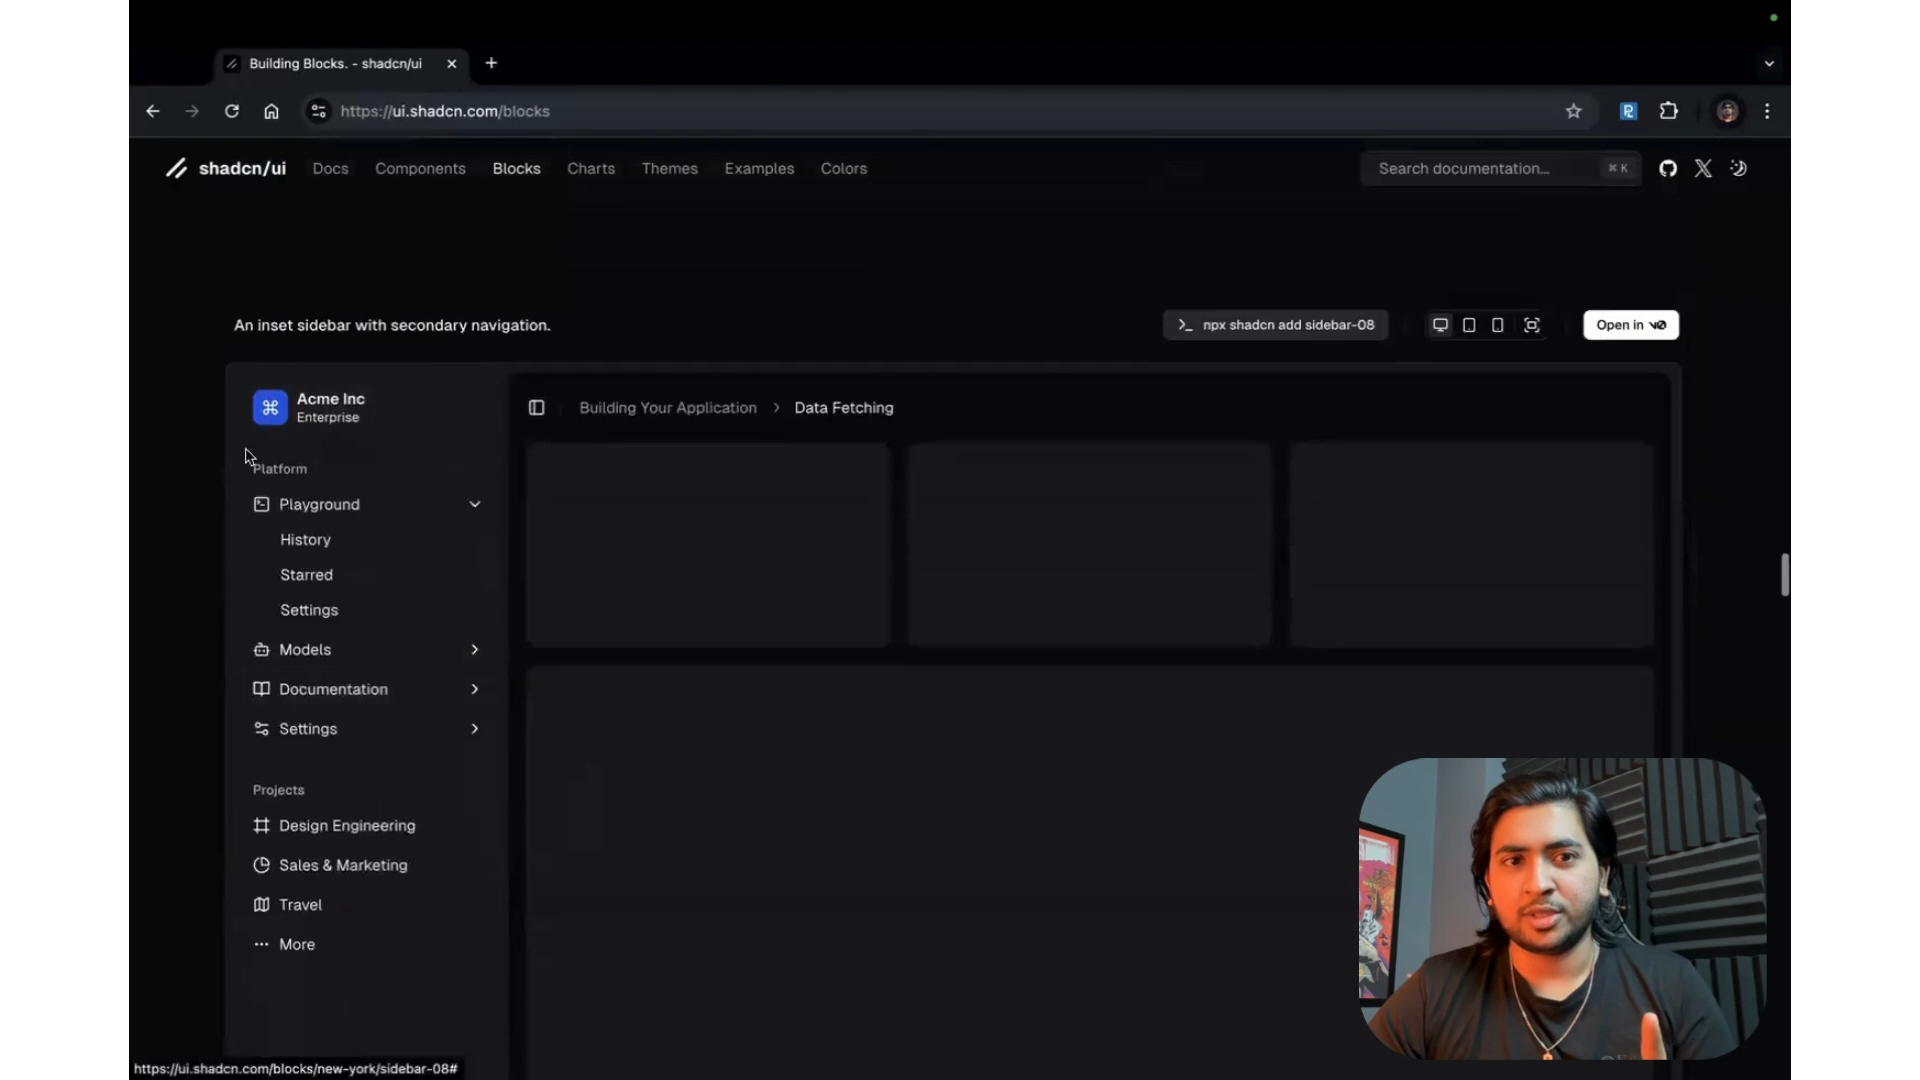 Building Blocks. - shadcn/ui
https://ui.shadcn.com/blocks
shadcn/ui Docs Components Blocks Charts Themes Examples Colors Search documentation... ⌘ K
An inset sidebar with secondary navigation. npx shadcn add sidebar-08 Open in v0
Acme Inc
Enterprise
Building Your Application > Data Fetching
Platform
Playground
History
Starred
Settings
Models
Documentation
Settings
Projects
Design Engineering
Sales & Marketing
Travel
More
https://ui.shadcn.com/blocks/new-york/sidebar-08#